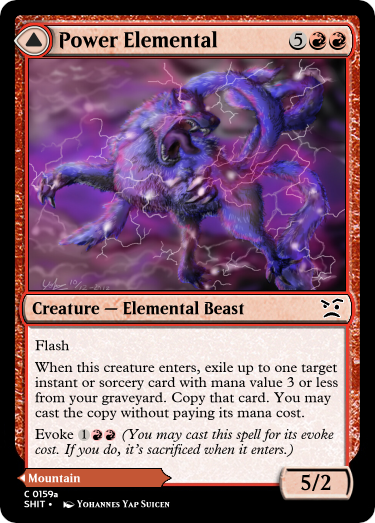 Power Elemental 5
Creature — Elemental Beast
Flash
When this creature enters, exile up to one target
instant or sorcery card with mana value 3 or less
from your graveyard. Copy that card. You may
cast the copy without paying its mana cost.
Evoke 1 (You may cast this spell for its evoke
cost. If you do, it's sacrificed when it enters.)
Mountain
5/2
C 0159a
SHIT • Yohannes Yap Suicen